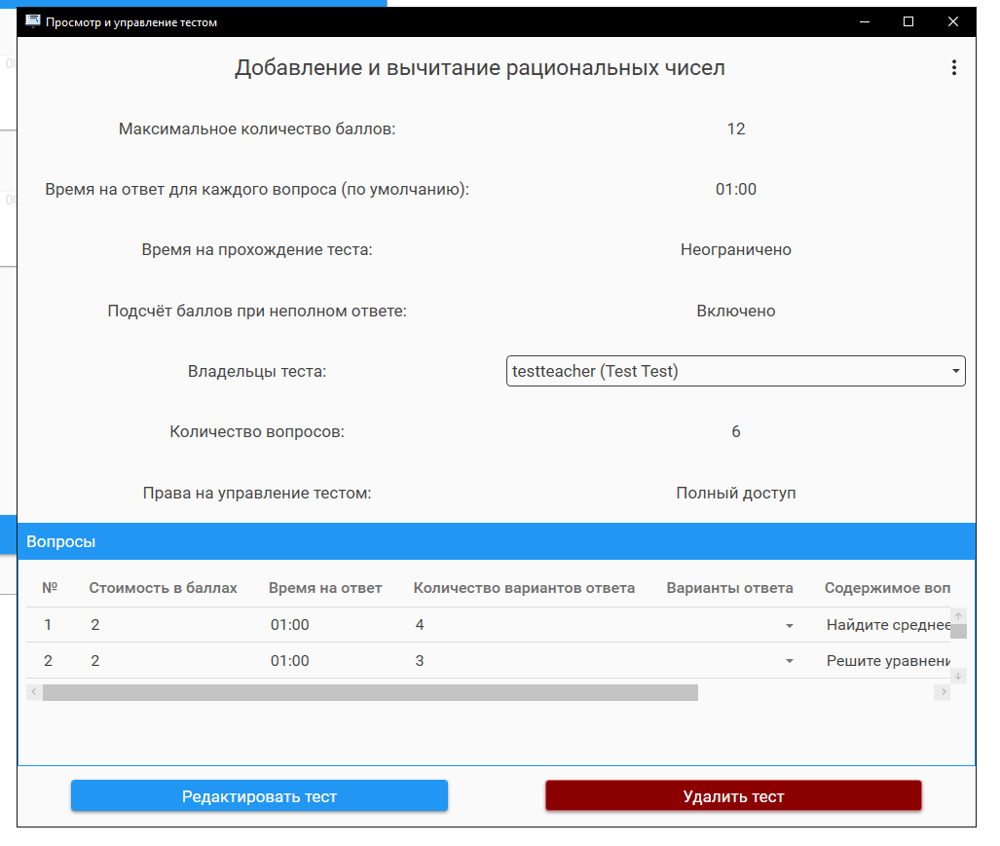 Просмотр и управление тестом
Добавление и вычитание рациональных чисел
Максимальное количество баллов: 12
Время на ответ для каждого вопроса (по умолчанию): 01:00
Время на прохождение теста: Неограничено
Подсчёт баллов при неполном ответе: Включено
Владельцы теста: testteacher (Test Test)
Количество вопросов: 6
Права на управление тестом: Полный доступ
Вопросы
№ Стоимость в баллах Время на ответ Количество вариантов ответа Варианты ответа Содержимое воп
1 2 01:00 4 Найдите среднее
2 2 01:00 3 Решите уравнени
Редактировать тест Удалить тест